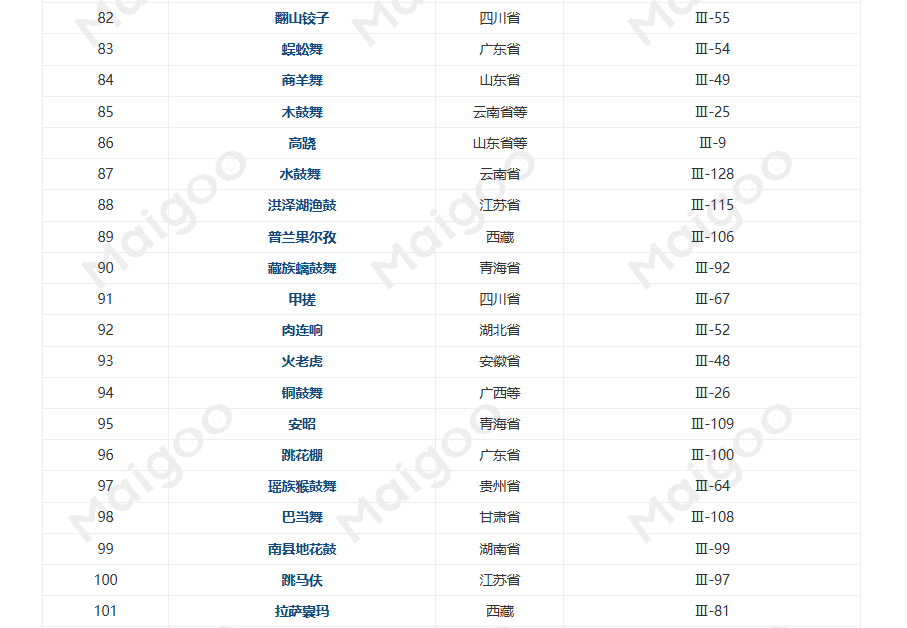 82 翻山铰子 四川省 Ⅲ-55
83 蜈蚣舞 广东省 Ⅲ-54
84 商羊舞 山东省 Ⅲ-49
85 木鼓舞 云南省等 Ⅲ-25
86 高跷 山东省等 Ⅲ-9
87 水鼓舞 云南省 Ⅲ-128
88 洪泽湖渔鼓 江苏省 Ⅲ-115
89 普兰果尔孜 西藏 Ⅲ-106
90 藏族螭鼓舞 青海省 Ⅲ-92
91 甲搓 四川省 Ⅲ-67
92 肉连响 湖北省 Ⅲ-52
93 火老虎 安徽省 Ⅲ-48
94 铜鼓舞 广西等 Ⅲ-26
95 安昭 青海省 Ⅲ-109
96 跳花棚 广东省 Ⅲ-100
97 瑶族猴鼓舞 贵州省 Ⅲ-64
98 巴当舞 甘肃省 Ⅲ-108
99 南县地花鼓 湖南省 Ⅲ-99
100 跳马伕 江苏省 Ⅲ-97
101 拉萨囊玛 西藏 Ⅲ-81
Maigoo
Maigoo
Maigoo
Maigoo
Maigoo
Maigoo